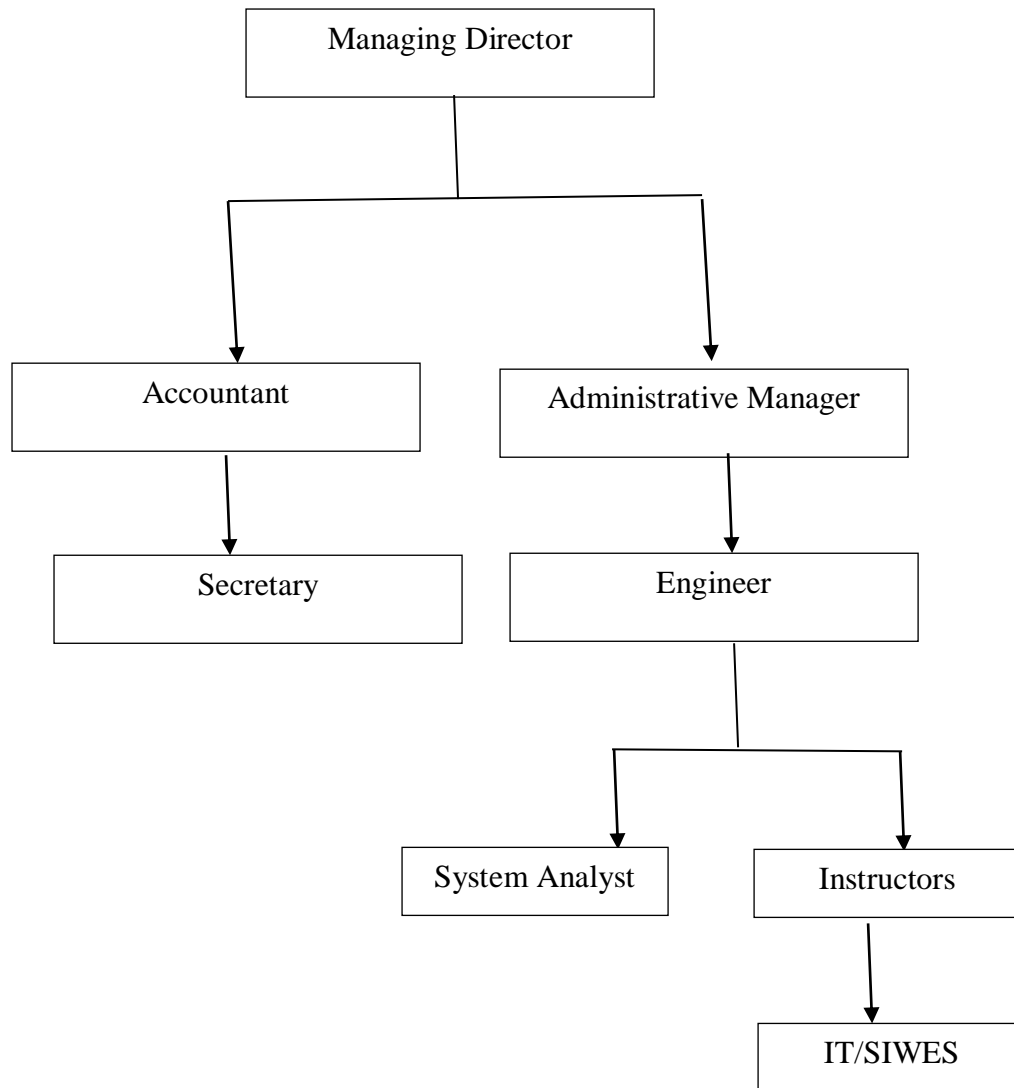 Managing Director
Accountant
Administrative Manager
Secretary
Engineer
System Analyst
Instructors
IT/SIWES